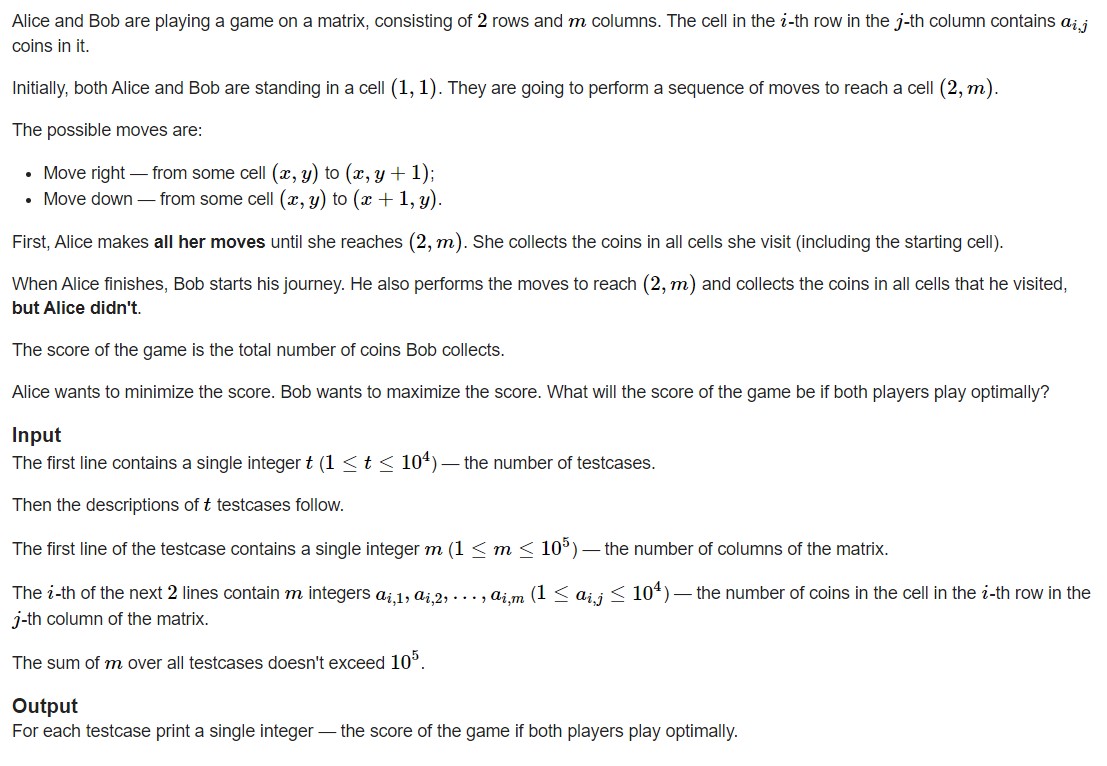 Alice and Bob are playing a game on a matrix, consisting of 2 rows and m columns. The cell in the i-th row in the j-th column contains a_{i,j}
coins in it.
Initially, both Alice and Bob are standing in a cell (1, 1). They are going to perform a sequence of moves to reach a cell (2, m).
The possible moves are:
• Move right — from some cell (x, y) to (x, y + 1);
• Move down — from some cell (x, y) to (x + 1, y).
First, Alice makes all her moves until she reaches (2, m). She collects the coins in all cells she visit (including the starting cell).
When Alice finishes, Bob starts his journey. He also performs the moves to reach (2, m) and collects the coins in all cells that he visited,
but Alice didn't.
The score of the game is the total number of coins Bob collects.
Alice wants to minimize the score. Bob wants to maximize the score. What will the score of the game be if both players play optimally?
Input
The first line contains a single integer t (1 ≤ t ≤ 10^4) — the number of testcases.
Then the descriptions of t testcases follow.
The first line of the testcase contains a single integer m (1 ≤ m ≤ 10^5) — the number of columns of the matrix.
The i-th of the next 2 lines contain m integers a_{i,1}, a_{i,2}, . . . , a_{i,m} (1 ≤ a_{i,j} ≤ 10^4) — the number of coins in the cell in the i-th row in the
j-th column of the matrix.
The sum of m over all testcases doesn't exceed 10^5.
Output
For each testcase print a single integer — the score of the game if both players play optimally.